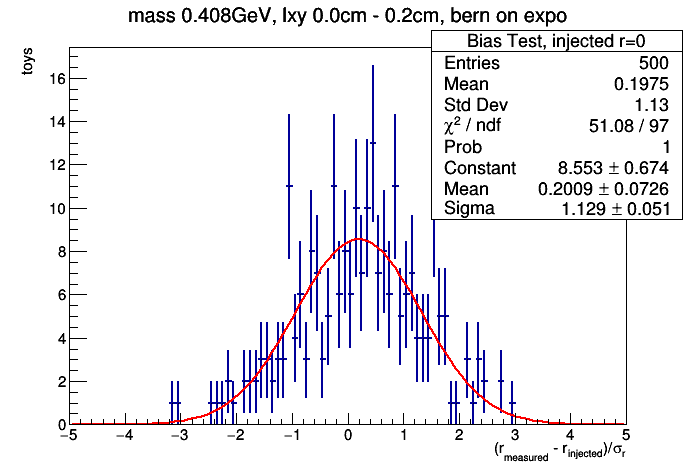 mass 0.408GeV, lxy 0.0cm - 0.2cm, bern on expo
toys
Bias Test, injected r=0
Entries 500
Mean 0.1975
Std Dev 1.13
χ² / ndf 51.08 / 97
Prob 1
Constant 8.553 ± 0.674
Mean 0.2009 ± 0.0726
Sigma 1.129 ± 0.051
16
14
12
10
8
6
4
2
0
−5 −4 −3 −2 −1 0 1 2 3 4 5
(r_measured - r_injected)/σ_r